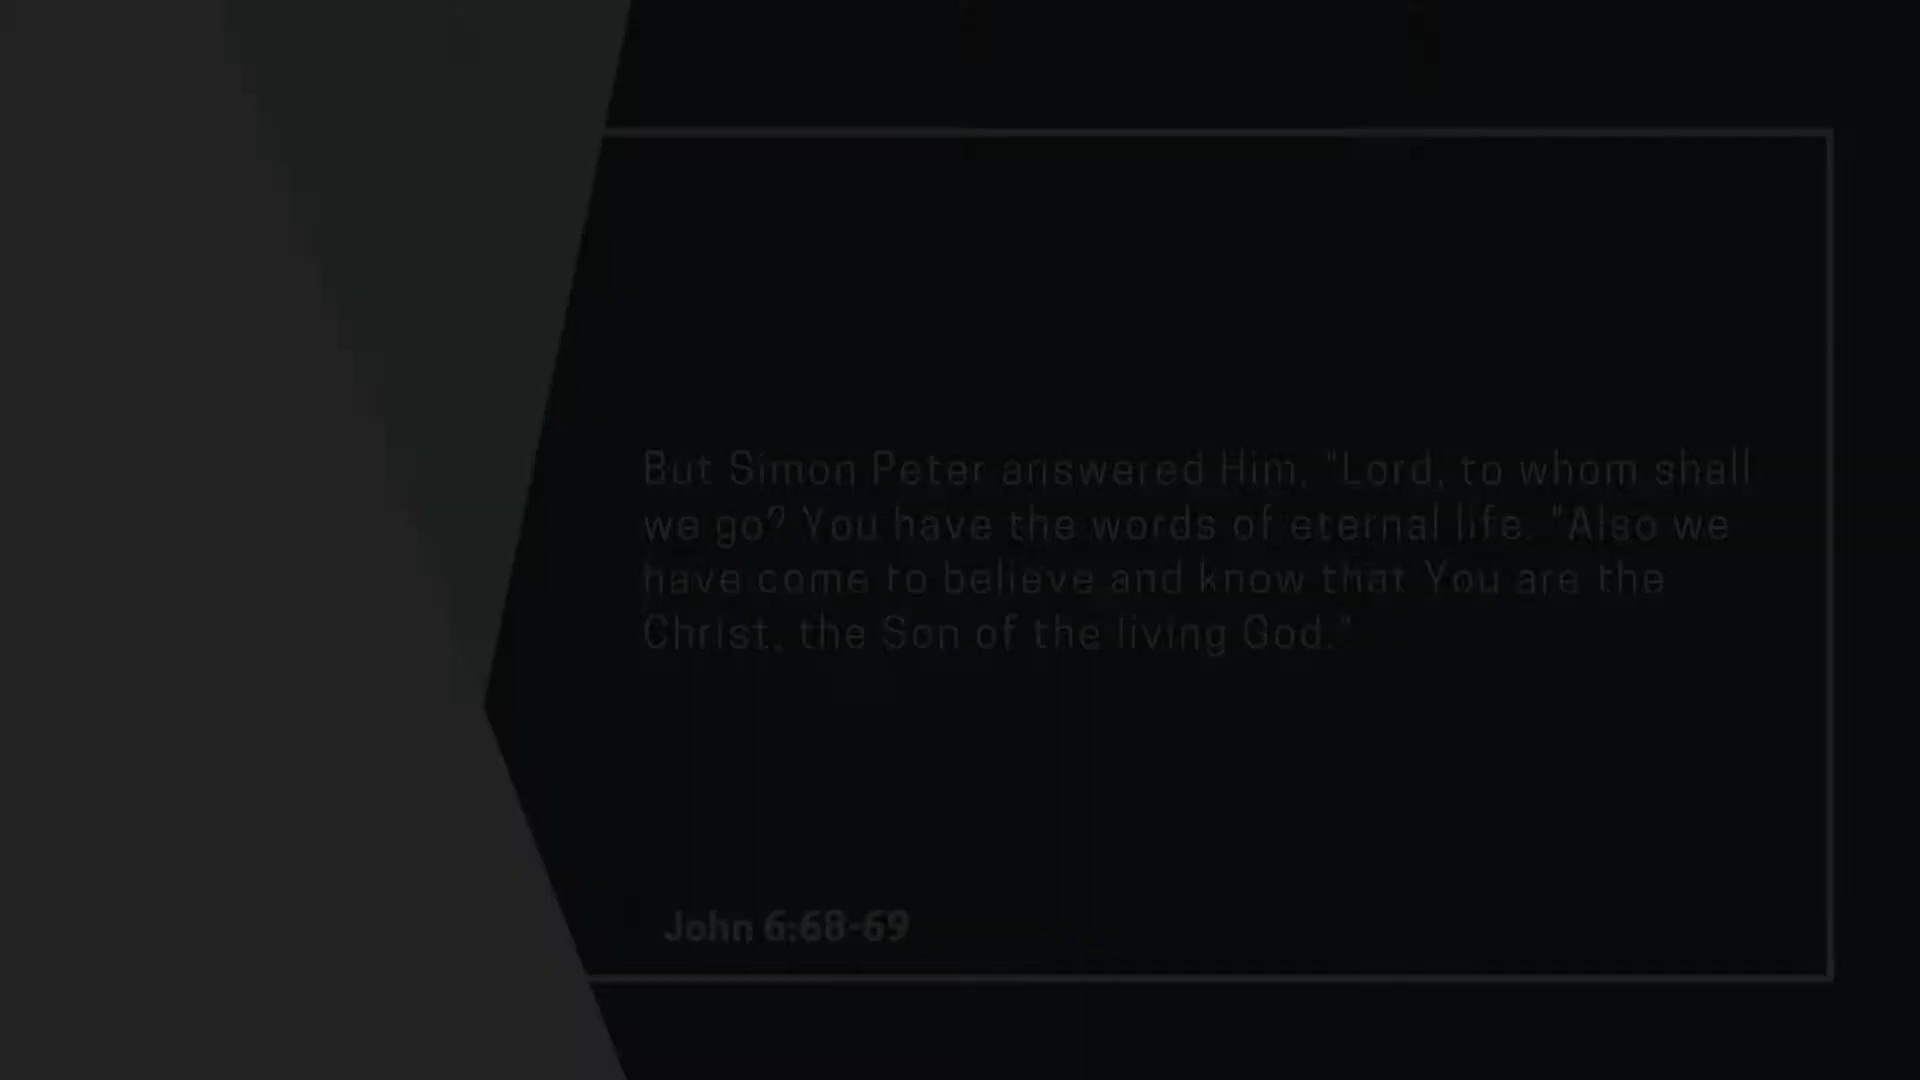 But Simon Peter answered Him, "Lord, to whom shall
we go? You have the words of eternal life. "Also we
have come to believe and know that You are the
Christ, the Son of the living God."
John 6:68-69